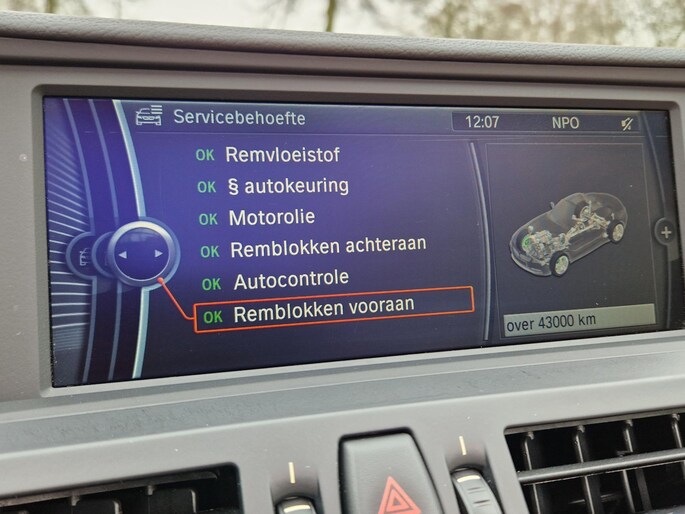 Servicebehoefte
12:07
NPO
OK Remvloeistof
OK § autokeuring
OK Motorolie
OK Remblokken achteraan
OK Autocontrole
OK Remblokken vooraan
over 43000 km